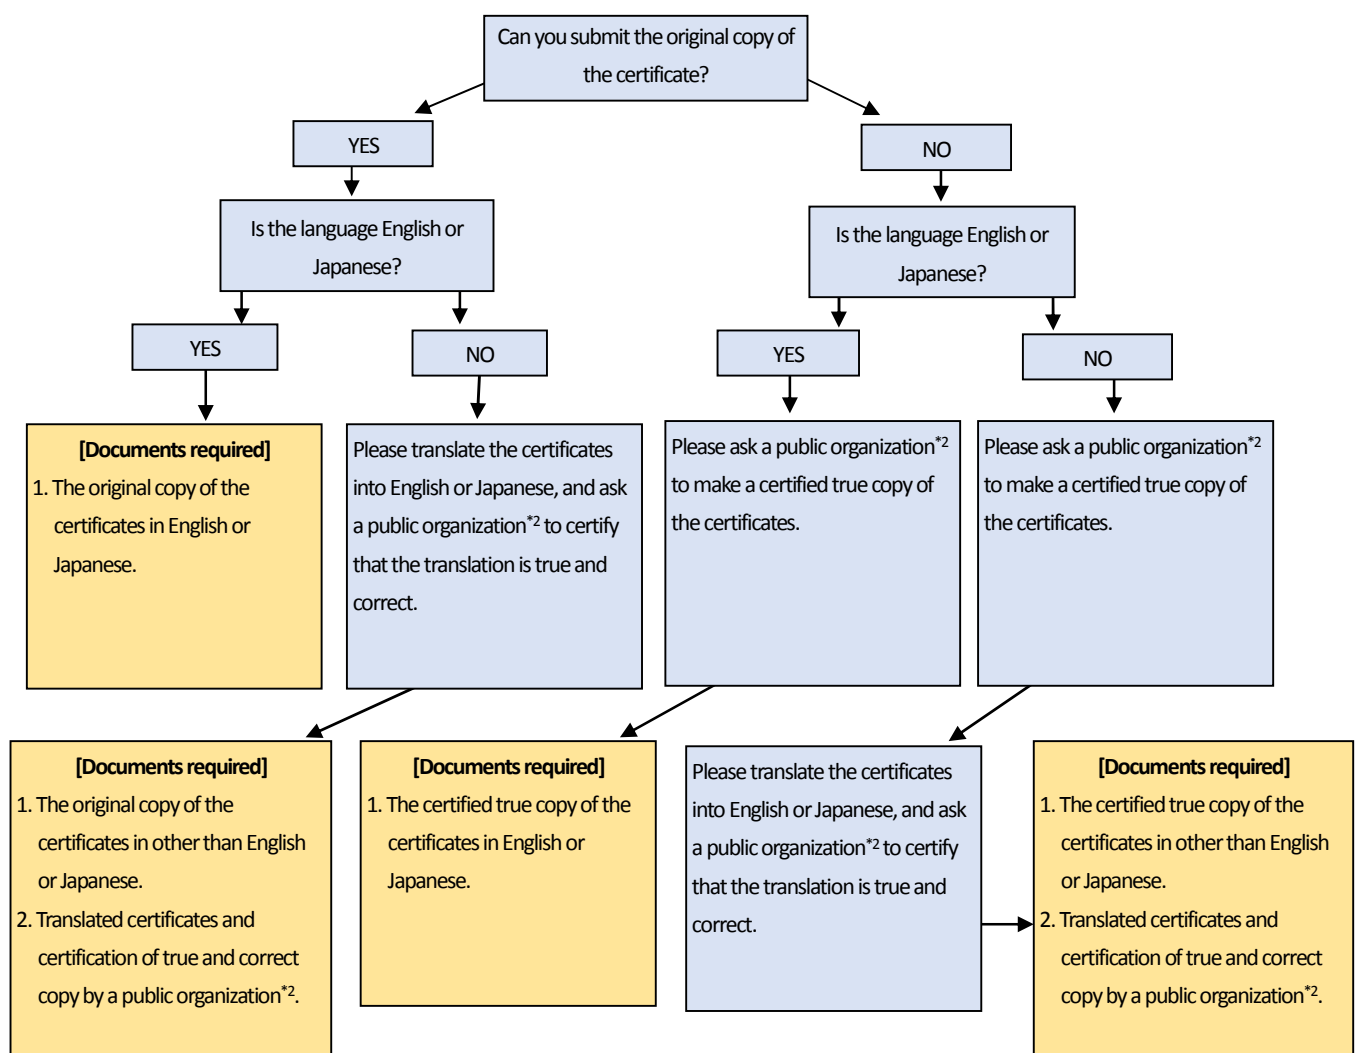 Can you submit the original copy of
the certificate?
YES
NO
Is the language English or
Japanese?
Is the language English or
Japanese?
YES
NO
YES
NO
[Documents required]
1. The original copy of the
certificates in English or
Japanese.
Please translate the certificates
into English or Japanese, and ask
a public organization*2 to certify
that the translation is true and
correct.
Please ask a public organization*2
to make a certified true copy of
the certificates.
Please ask a public organization*2
to make a certified true copy of
the certificates.
[Documents required]
1. The original copy of the
certificates in other than English
or Japanese.
2. Translated certificates and
certification of true and correct
copy by a public organization*2.
[Documents required]
1. The certified true copy of the
certificates in English or
Japanese.
Please translate the certificates
into English or Japanese, and ask
a public organization*2 to certify
that the translation is true and
correct.
[Documents required]
1. The certified true copy of the
certificates in other than English
or Japanese.
2. Translated certificates and
certification of true and correct
copy by a public organization*2.